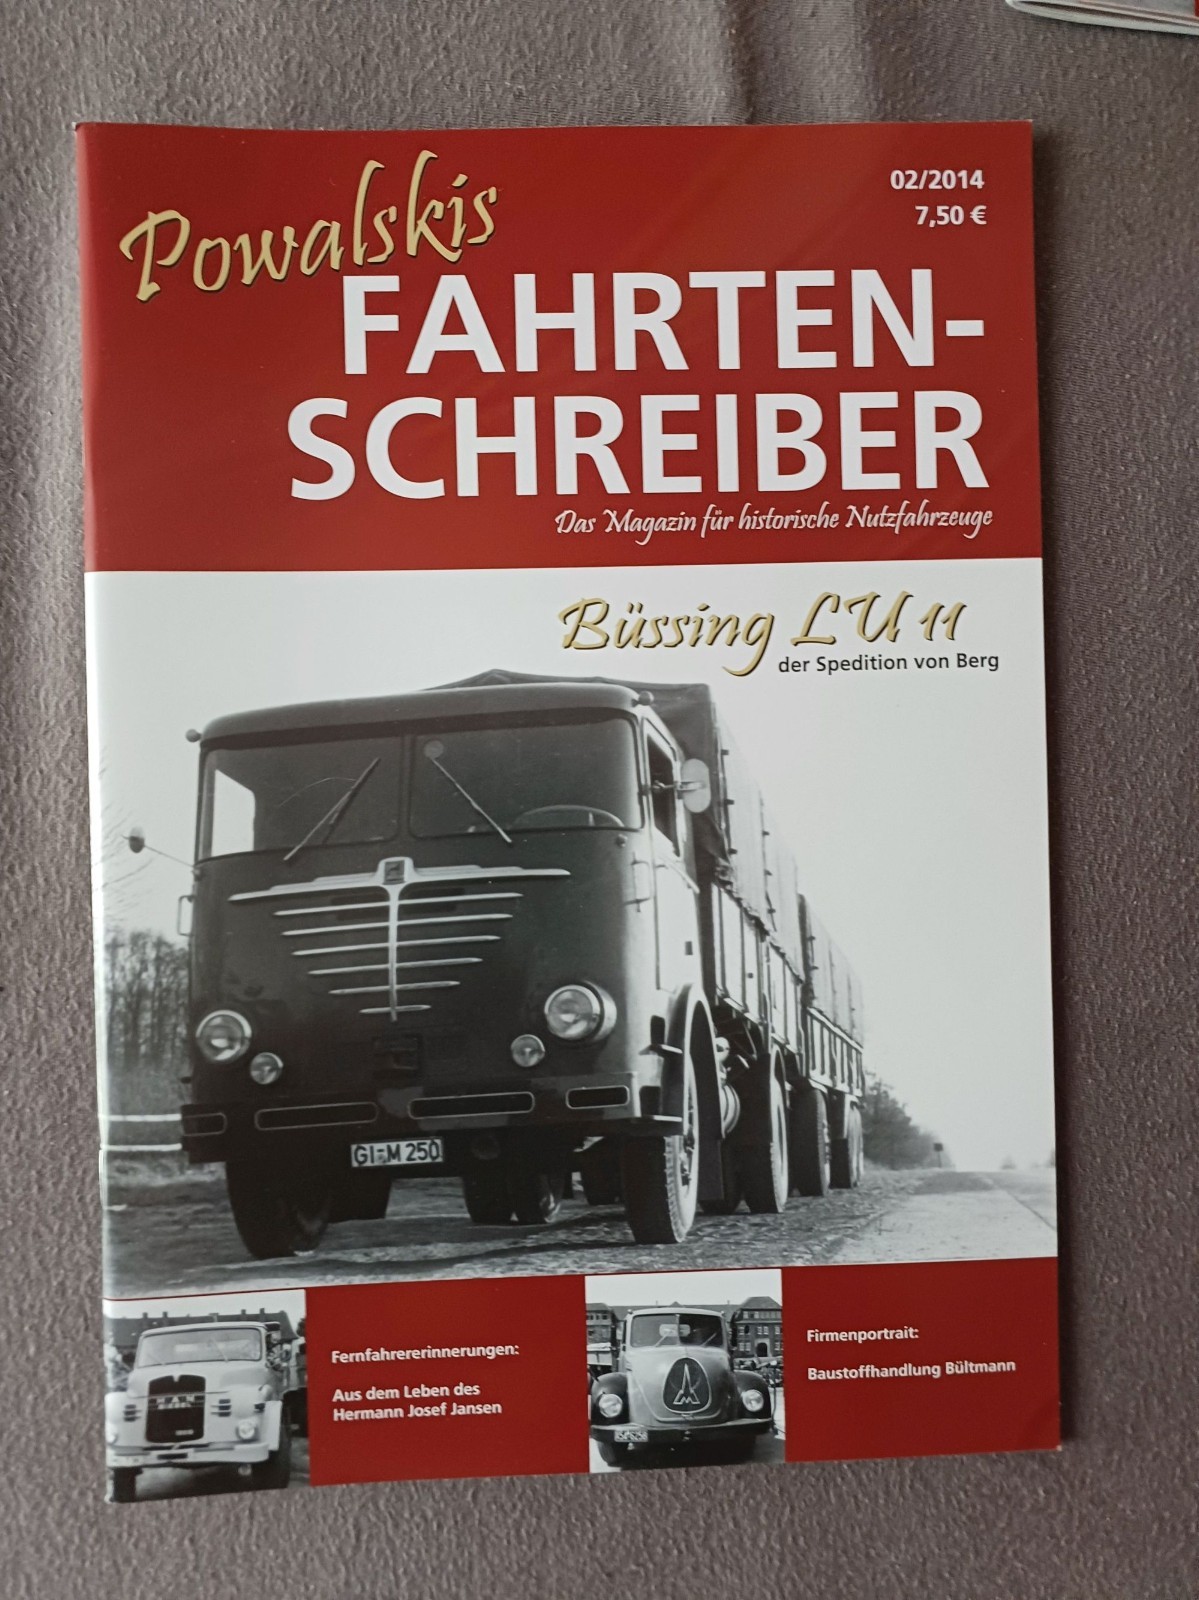 Powalskis
02/2014
7,50 €
FAHRTEN-
SCHREIBER
Das Magazin für historische Nutzfahrzeuge
Büssing LU 11
der Spedition von Berg
GI-M 250
Fernfahrererinnerungen:
Aus dem Leben des
Hermann Josef Jansen
Firmenportrait:
Baustoffhandlung Bültmann
M.A.N
DIESEL